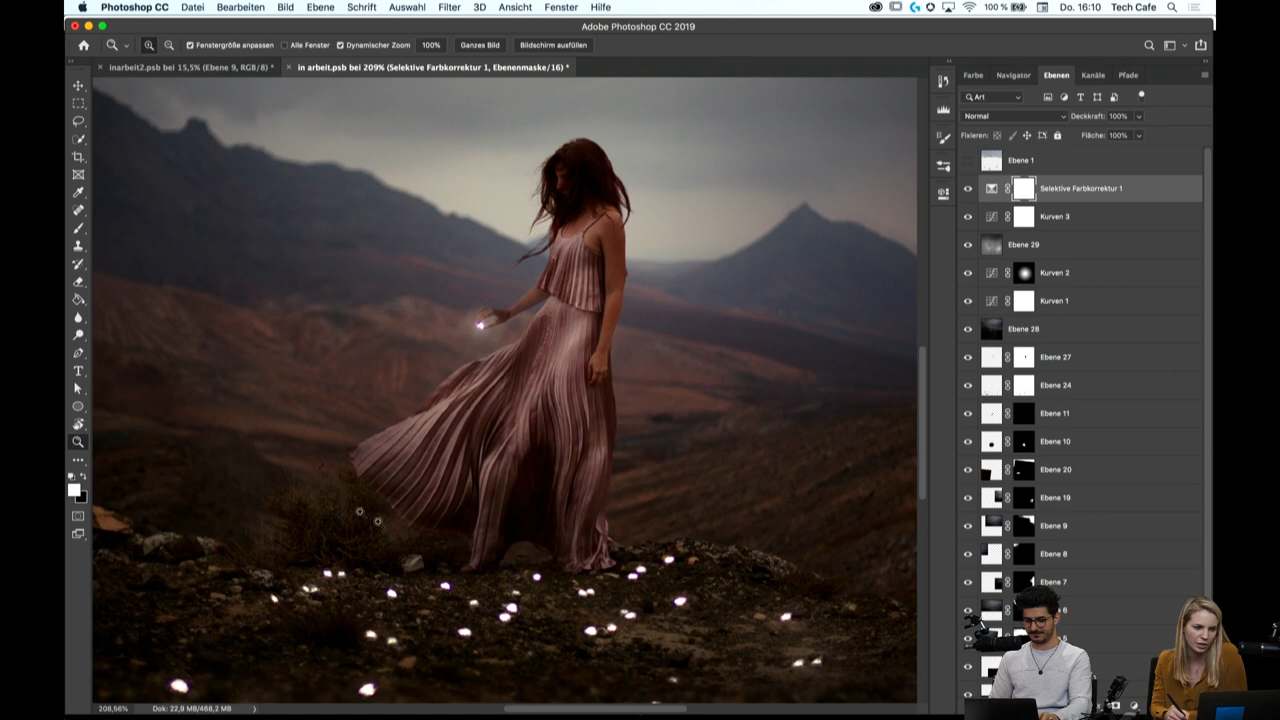 Photoshop CC Datei Bearbeiten Bild Ebene Schrift Auswahl Filter 3D Ansicht Fenster Hilfe 100 % Do. 16:10 Tech Cafe
Adobe Photoshop CC 2019
Fenstergröße anpassen Alle Fenster Dynamischer Zoom 100% Ganzes Bild Bildschirm ausfüllen
inarbeit2.psb bei 15,5% (Ebene 9, RGB/8) * in arbeit.psb bei 209% (Selektive Farbkorrektur 1, Ebenenmaske/16) *
Farbe Navigator Ebenen Kanäle Pfade
Art
Normal Deckkraft: 100%
Fixieren: Fläche: 100%
Ebene 1
Selektive Farbkorrektur 1
Kurven 3
Ebene 29
Kurven 2
Kurven 1
Ebene 28
Ebene 27
Ebene 24
Ebene 11
Ebene 10
Ebene 20
Ebene 19
Ebene 9
Ebene 8
Ebene 7
6
208,56% Dok: 22,9 MB/468,2 MB